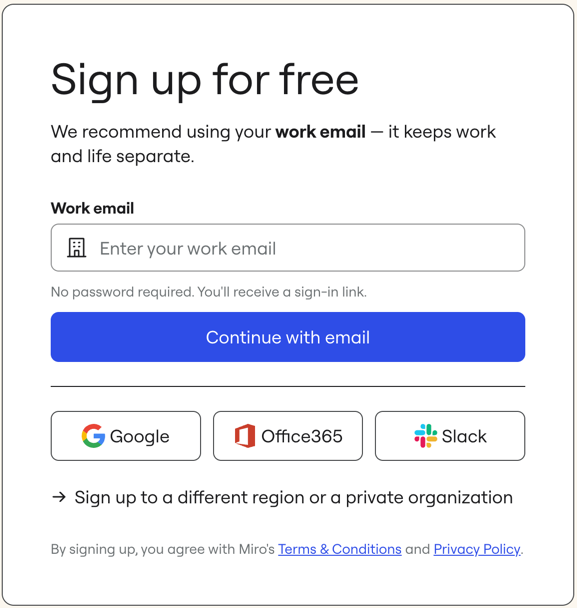 Sign up for free
We recommend using your work email — it keeps work
and life separate.
Work email
Enter your work email
No password required. You'll receive a sign-in link.
Continue with email
Google
Office365
Slack
→ Sign up to a different region or a private organization
By signing up, you agree with Miro's Terms & Conditions and Privacy Policy.